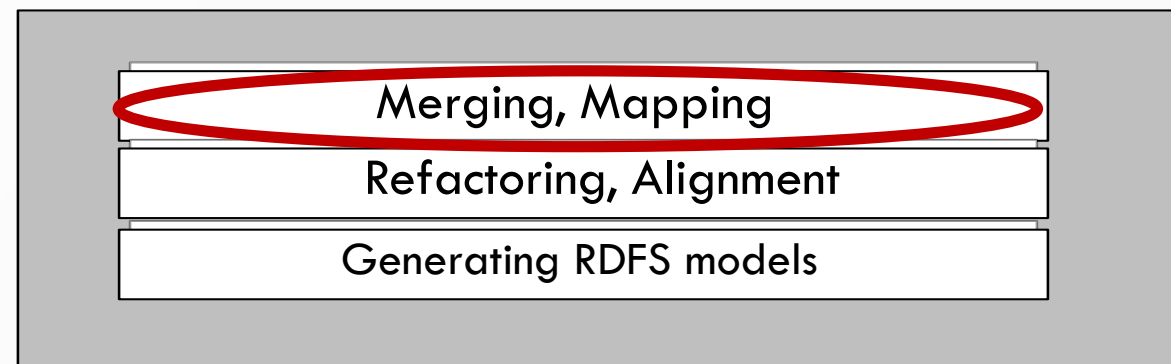 Merging, Mapping
Refactoring, Alignment
Generating RDFS models